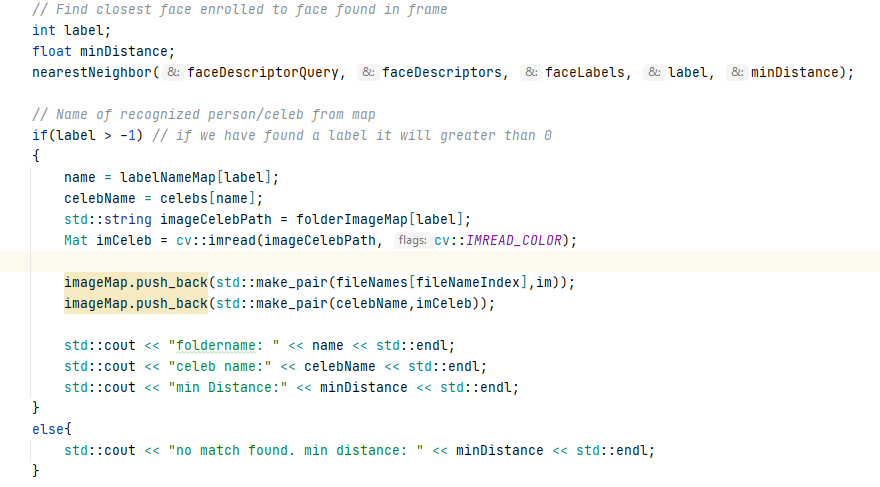 // Find closest face enrolled to face found in frame
int label;
float minDistance;
nearestNeighbor( &: faceDescriptorQuery, &: faceDescriptors, &: faceLabels, &: label, &: minDistance);
// Name of recognized person/celeb from map
if(label > -1) // if we have found a label it will greater than 0
{
name = labelNameMap[label];
celebName = celebs[name];
std::string imageCelebPath = folderImageMap[label];
Mat imCeleb = cv::imread(imageCelebPath, flags: cv::IMREAD_COLOR);
imageMap.push_back(std::make_pair(fileNames[fileNameIndex],im));
imageMap.push_back(std::make_pair(celebName,imCeleb));
std::cout << "foldername: " << name << std::endl;
std::cout << "celeb name:" << celebName << std::endl;
std::cout << "min Distance:" << minDistance << std::endl;
}
else{
std::cout << "no match found. min distance: " << minDistance << std::endl;
}